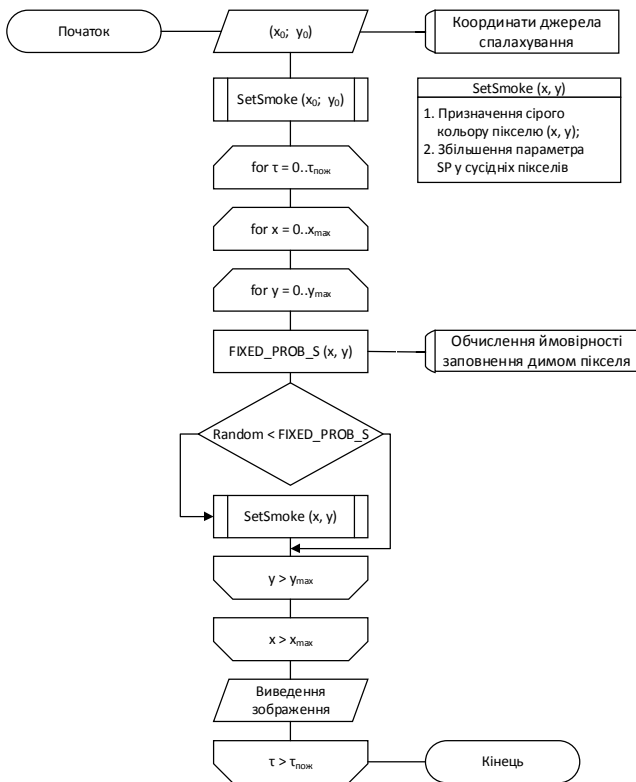 Початок
(x₀; y₀)
Координати джерела
спалахування
SetSmoke (x₀; y₀)
SetSmoke (x, y)
1. Призначення сірого
кольору пікселю (x, y);
2. Збільшення параметра
SP у сусідніх пікселів
for τ = 0..τпож
for x = 0..xmax
for y = 0..ymax
FIXED_PROB_S (x, y)
Обчислення ймовірності
заповнення димом пікселя
Random < FIXED_PROB_S
SetSmoke (x, y)
y > ymax
x > xmax
Виведення
зображення
τ > τпож
Кінець